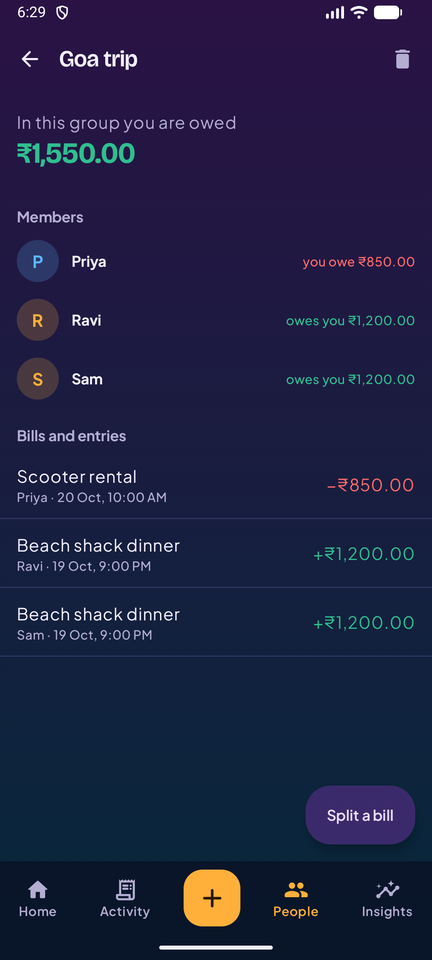 6:29
Goa trip
In this group you are owed
₹1,550.00
Members
P Priya you owe ₹850.00
R Ravi owes you ₹1,200.00
S Sam owes you ₹1,200.00
Bills and entries
Scooter rental −₹850.00
Priya · 20 Oct, 10:00 AM
Beach shack dinner +₹1,200.00
Ravi · 19 Oct, 9:00 PM
Beach shack dinner +₹1,200.00
Sam · 19 Oct, 9:00 PM
Split a bill
Home Activity People Insights